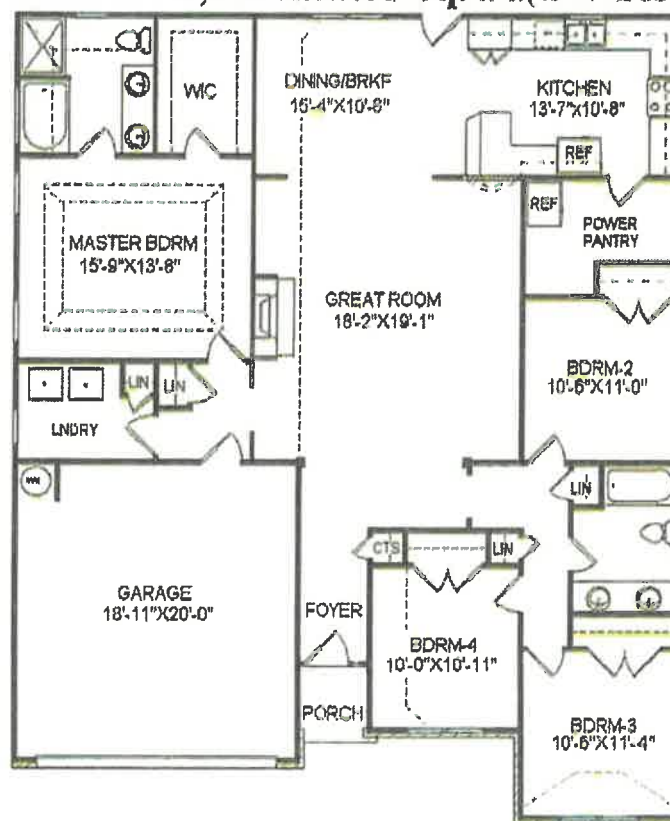 WIC
DINING/BRKF
15'-4"X10'-8"
KITCHEN
13'-7"X10'-8"
REF
REF
POWER
PANTRY
MASTER BDRM
15'-9"X13'-6"
GREAT ROOM
18'-2"X19'-1"
BDRM-2
10'-6"X11'-0"
LIN
LIN
LNDRY
LIN
GARAGE
18'-11"X20'-0"
CTS
LIN
FOYER
BDRM-4
10'-0"X10'-11"
PORCH
BDRM-3
10'-6"X11'-4"